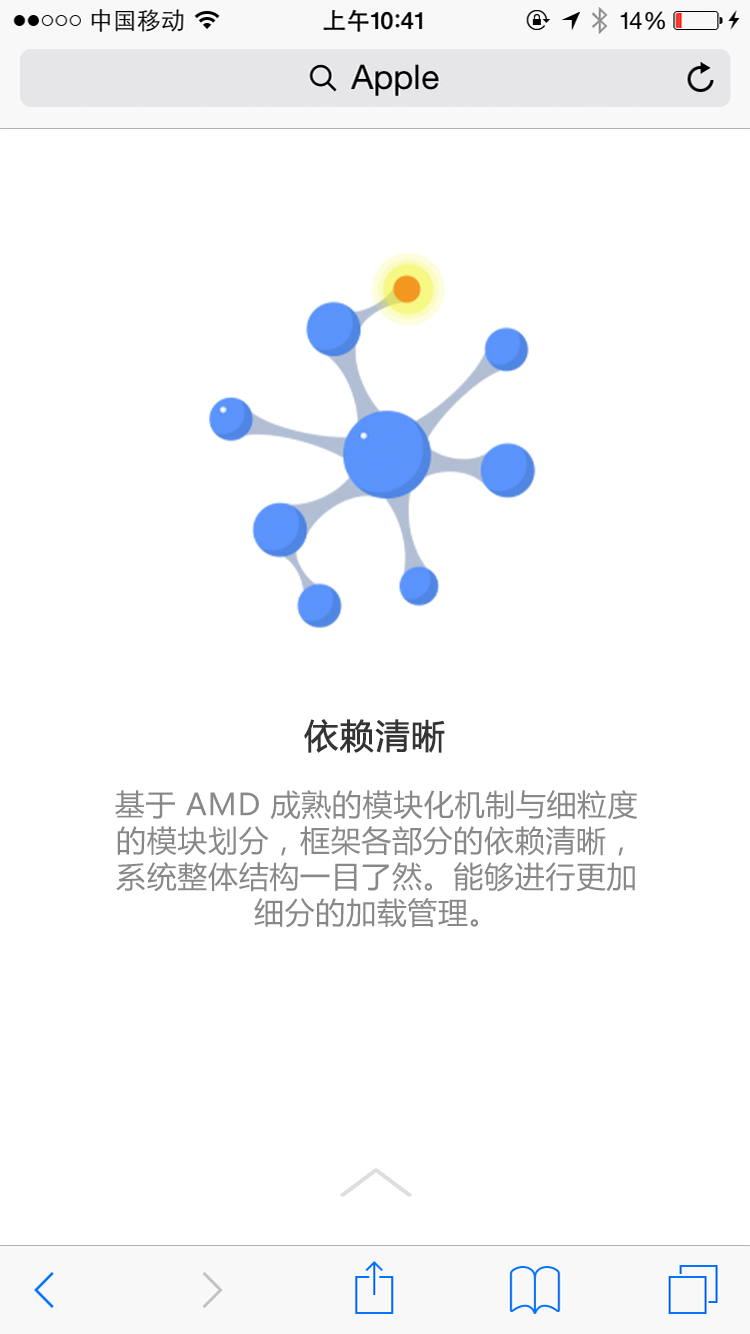 中国移动 上午10:41 14%
Apple
依赖清晰
基于 AMD 成熟的模块化机制与细粒度
的模块划分，框架各部分的依赖清晰，
系统整体结构一目了然。能够进行更加
细分的加载管理。